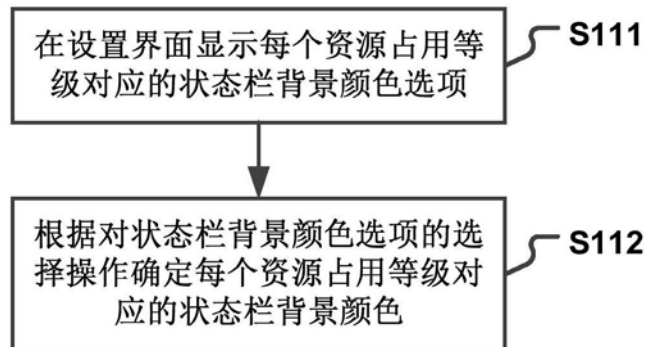 在设置界面显示每个资源占用等
级对应的状态栏背景颜色选项
S111
根据对状态栏背景颜色选项的选
择操作确定每个资源占用等级对
应的状态栏背景颜色
S112